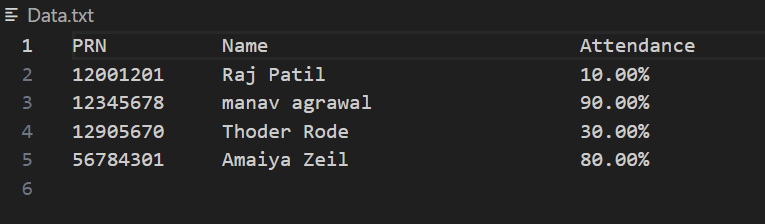 Data.txt
1 PRN Name Attendance
2 12001201 Raj Patil 10.00%
3 12345678 manav agrawal 90.00%
4 12905670 Thoder Rode 30.00%
5 56784301 Amaiya Zeil 80.00%
6